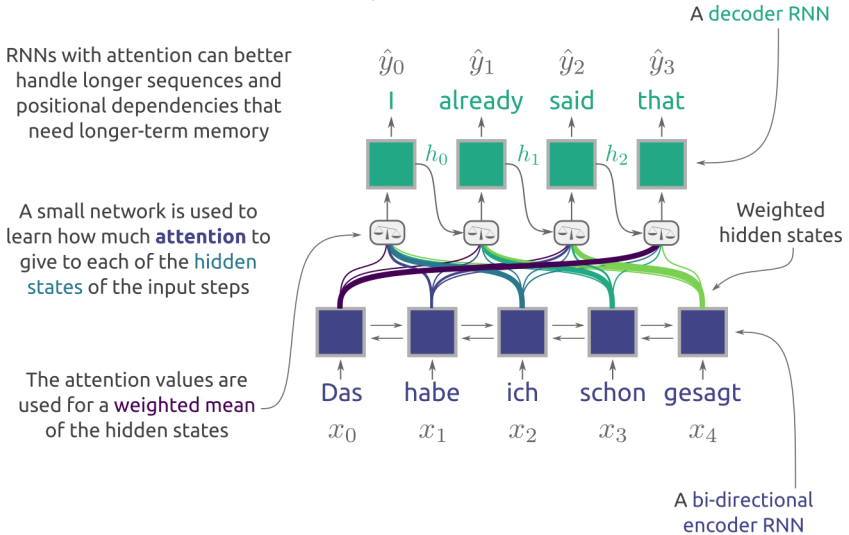 A decoder RNN
RNNs with attention can better
handle longer sequences and
positional dependencies that
need longer-term memory
ŷ₀ ŷ₁ ŷ₂ ŷ₃
I already said that
h₀ h₁ h₂
A small network is used to
learn how much attention to
give to each of the hidden
states of the input steps
Weighted
hidden states
The attention values are
used for a weighted mean
of the hidden states
Das habe ich schon gesagt
x₀ x₁ x₂ x₃ x₄
A bi-directional
encoder RNN